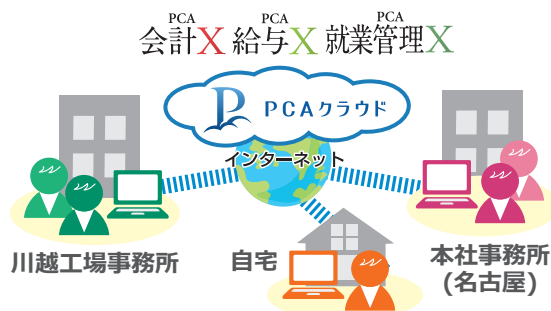 PCA 会計X PCA 給与X PCA 就業管理X
PCAクラウド
インターネット
川越工場事務所
自宅
本社事務所
(名古屋)